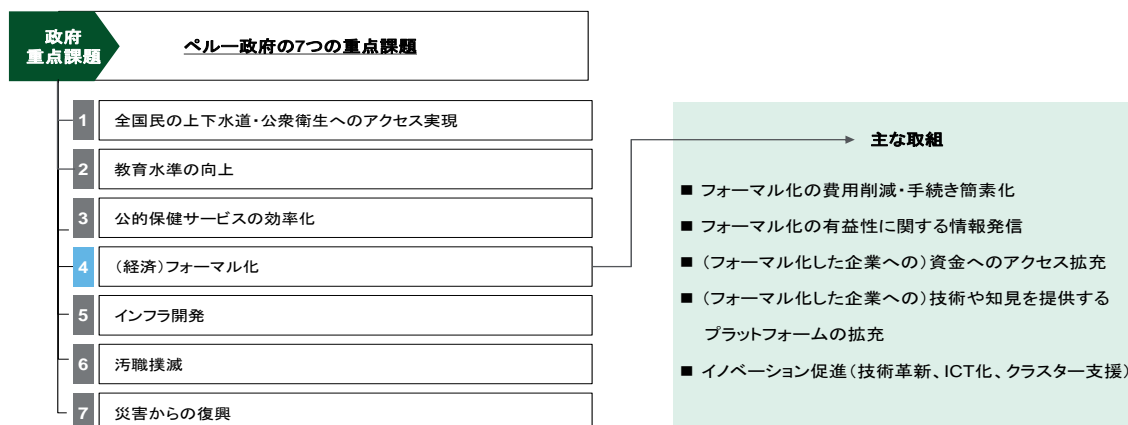 政府
重点課題
ペルー政府の7つの重点課題
1 全国民の上下水道・公衆衛生へのアクセス実現
2 教育水準の向上
3 公的保健サービスの効率化
4 （経済）フォーマル化
5 インフラ開発
6 汚職撲滅
7 災害からの復興
主な取組
■ フォーマル化の費用削減・手続き簡素化
■ フォーマル化の有益性に関する情報発信
■ （フォーマル化した企業への）資金へのアクセス拡充
■ （フォーマル化した企業への）技術や知見を提供する
プラットフォームの拡充
■ イノベーション促進（技術革新、ICT化、クラスター支援）